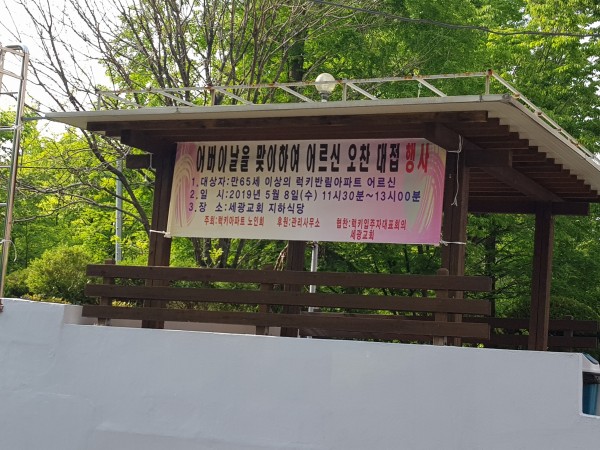 어버이날을 맞이하여 어르신 오찬 대접 행사
1. 대상자:만65세 이상의 럭키반림아파트 어르신
2. 일 시:2019년 5월 8일(수) 11시30분~13시00분
3. 장 소:세광교회 지하식당
주최:럭키아파트 노인회 후원:관리사무소 협찬:럭키입주자대표회의
세광교회